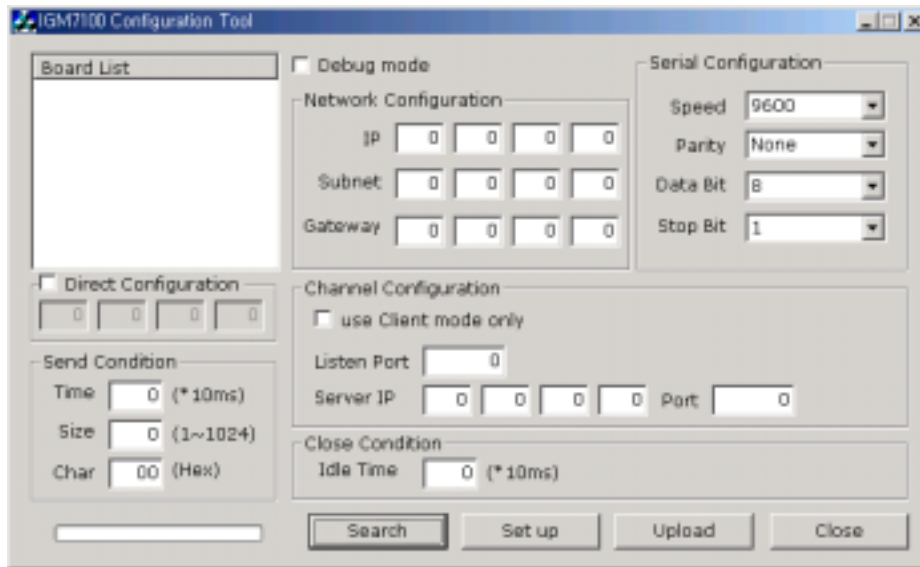 IGM7100 Configuration Tool
Board List
Debug mode
Network Configuration
IP 0 0 0 0
Subnet 0 0 0 0
Gateway 0 0 0 0
Serial Configuration
Speed 9600
Parity None
Data Bit 8
Stop Bit 1
Direct Configuration
0 0 0 0
Send Condition
Time 0 (*10ms)
Size 0 (1~1024)
Char 00 (Hex)
Channel Configuration
use Client mode only
Listen Port 0
Server IP 0 0 0 0 Port 0
Close Condition
Idle Time 0 (*10ms)
Search Set up Upload Close